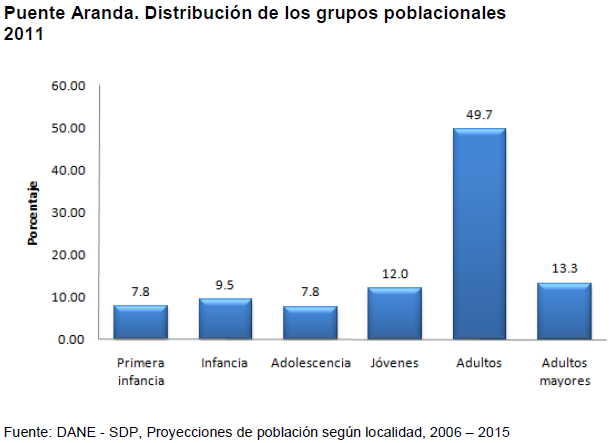 Puente Aranda. Distribución de los grupos poblacionales
2011
60.00
50.00
40.00
30.00
20.00
10.00
0.00
Porcentaje
7.8
9.5
7.8
12.0
49.7
13.3
Primera
infancia
Infancia
Adolescencia
Jóvenes
Adultos
Adultos
mayores
Fuente: DANE - SDP, Proyecciones de población según localidad, 2006 – 2015